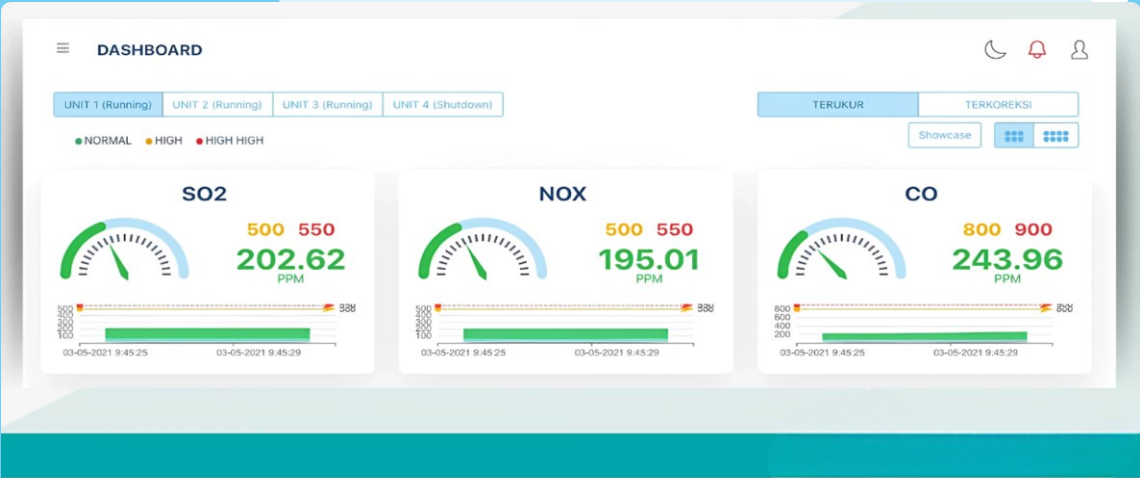 DASHBOARD
UNIT 1 (Running) UNIT 2 (Running) UNIT 3 (Running) UNIT 4 (Shutdown)
TERUKUR TERKOREKSI
NORMAL HIGH HIGH HIGH
Showcase
SO2
500 550
202.62
PPM
500
400
300
200
100
03-05-2021 9:45:25 03-05-2021 9:45:29
NOX
500 550
195.01
PPM
500
400
300
200
100
03-05-2021 9:45:25 03-05-2021 9:45:29
CO
800 900
243.96
PPM
800
600
400
200
800
03-05-2021 9:45:25 03-05-2021 9:45:29